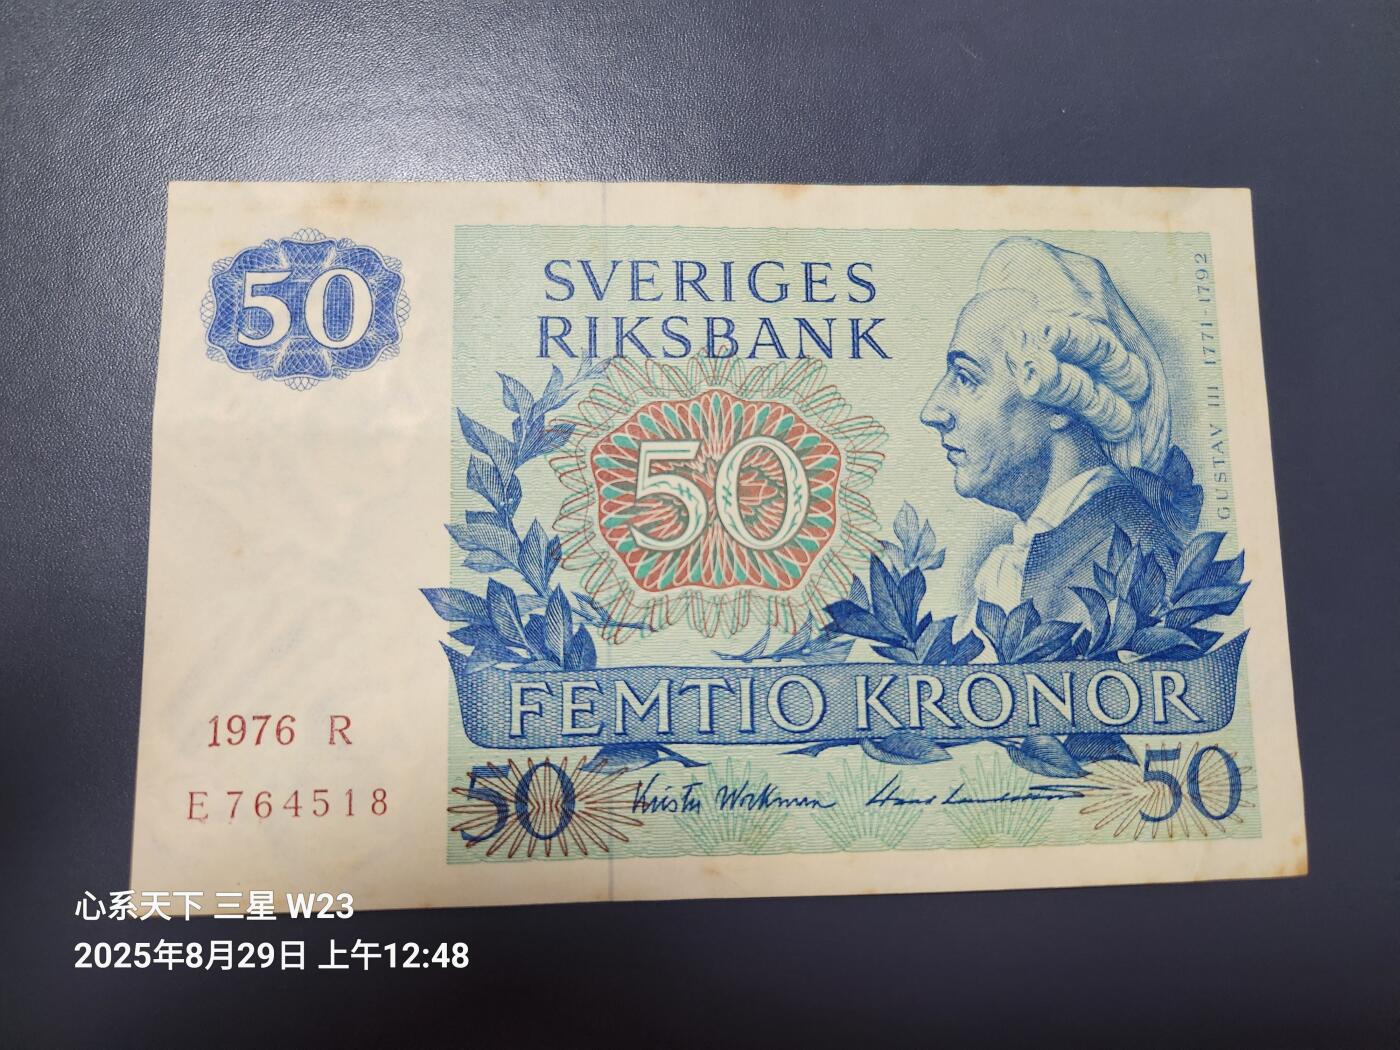 50
SVERIGES
RIKSBANK
GUSTAV III 1771-1792
50
FEMTIO KRONOR
1976 R
E764518
50
50
心系天下 三星 W23
2025年8月29日 上午12:48